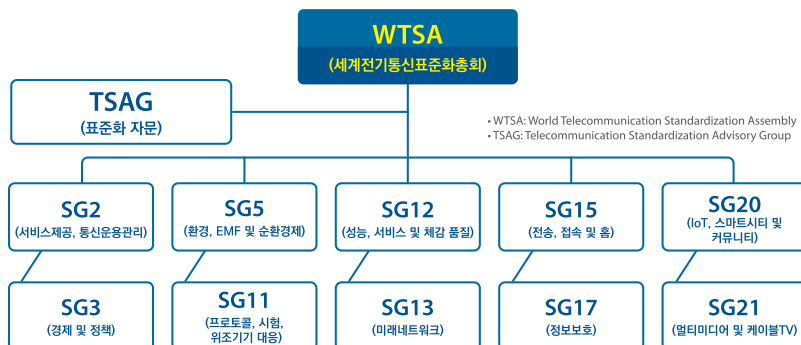 WTSA
(세계전기통신표준화총회)
TSAG
(표준화 자문)
• WTSA: World Telecommunication Standardization Assembly
• TSAG: Telecommunication Standardization Advisory Group
SG2
(서비스제공, 통신운용관리)
SG5
(환경, EMF 및 순환경제)
SG12
(성능, 서비스 및 체감 품질)
SG15
(전송, 접속 및 홈)
SG20
(IoT, 스마트시티 및
커뮤니티)
SG3
(경제 및 정책)
SG11
(프로토콜, 시험,
위조기기 대응)
SG13
(미래네트워크)
SG17
(정보보호)
SG21
(멀티미디어 및 케이블TV)